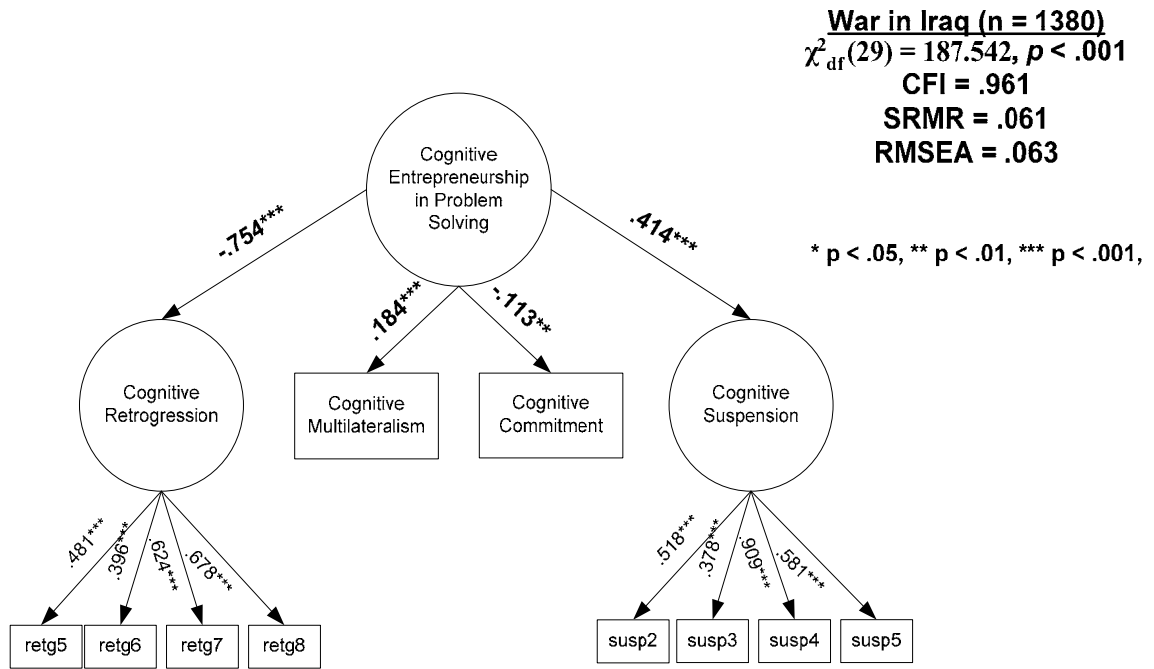 War in Iraq (n = 1380)
χ²df(29) = 187.542, p < .001
CFI = .961
SRMR = .061
RMSEA = .063
* p < .05, ** p < .01, *** p < .001,
Cognitive
Entrepreneurship
in Problem
Solving
-.754***
.184***
-.113**
.414***
Cognitive
Retrogression
Cognitive
Multilateralism
Cognitive
Commitment
Cognitive
Suspension
.481***
.396***
.624***
.678***
.518***
.378***
.909***
.581***
retg5
retg6
retg7
retg8
susp2
susp3
susp4
susp5